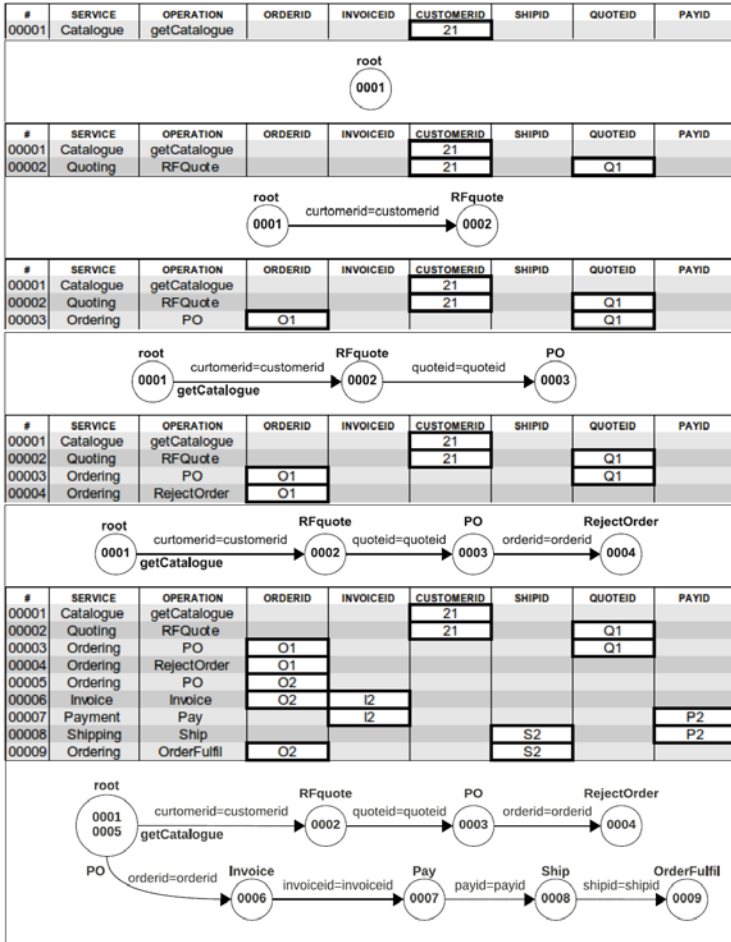 # SERVICE OPERATION ORDERID INVOICEID CUSTOMERID SHIPID QUOTEID PAYID
00001 Catalogue getCatalogue 21
root
0001
# SERVICE OPERATION ORDERID INVOICEID CUSTOMERID SHIPID QUOTEID PAYID
00001 Catalogue getCatalogue 21
00002 Quoting RFQuote 21 Q1
root RFquote
curtomerid=customerid
0001 0002
# SERVICE OPERATION ORDERID INVOICEID CUSTOMERID SHIPID QUOTEID PAYID
00001 Catalogue getCatalogue 21
00002 Quoting RFQuote 21 Q1
00003 Ordering PO O1 Q1
root RFquote PO
curtomerid=customerid quoteid=quoteid
0001 0002 0003
getCatalogue
# SERVICE OPERATION ORDERID INVOICEID CUSTOMERID SHIPID QUOTEID PAYID
00001 Catalogue getCatalogue 21
00002 Quoting RFQuote 21 Q1
00003 Ordering PO O1 Q1
00004 Ordering RejectOrder O1
root RFquote PO RejectOrder
curtomerid=customerid quoteid=quoteid orderid=orderid
0001 0002 0003 0004
getCatalogue
# SERVICE OPERATION ORDERID INVOICEID CUSTOMERID SHIPID QUOTEID PAYID
00001 Catalogue getCatalogue 21
00002 Quoting RFQuote 21 Q1
00003 Ordering PO O1 Q1
00004 Ordering RejectOrder O1
00005 Ordering PO O2
00006 Invoice Invoice O2 I2
00007 Payment Pay I2 P2
00008 Shipping Ship S2 P2
00009 Ordering OrderFulfil O2 S2
root RFquote PO RejectOrder
curtomerid=customerid quoteid=quoteid orderid=orderid
0001 0002 0003 0004
0005
getCatalogue
PO orderid=orderid Invoice invoiceid=invoiceid Pay payid=payid Ship shipid=shipid OrderFulfil
0006 0007 0008 0009